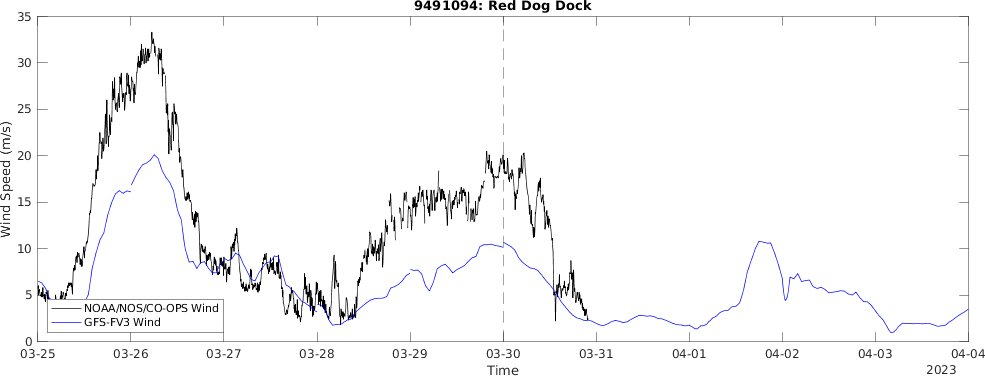 9491094: Red Dog Dock
35
30
25
20
15
10
5
0
Wind Speed (m/s)
NOAA/NOS/CO-OPS Wind
GFS-FV3 Wind
03-25 03-26 03-27 03-28 03-29 03-30 03-31 04-01 04-02 04-03 04-04
Time
2023